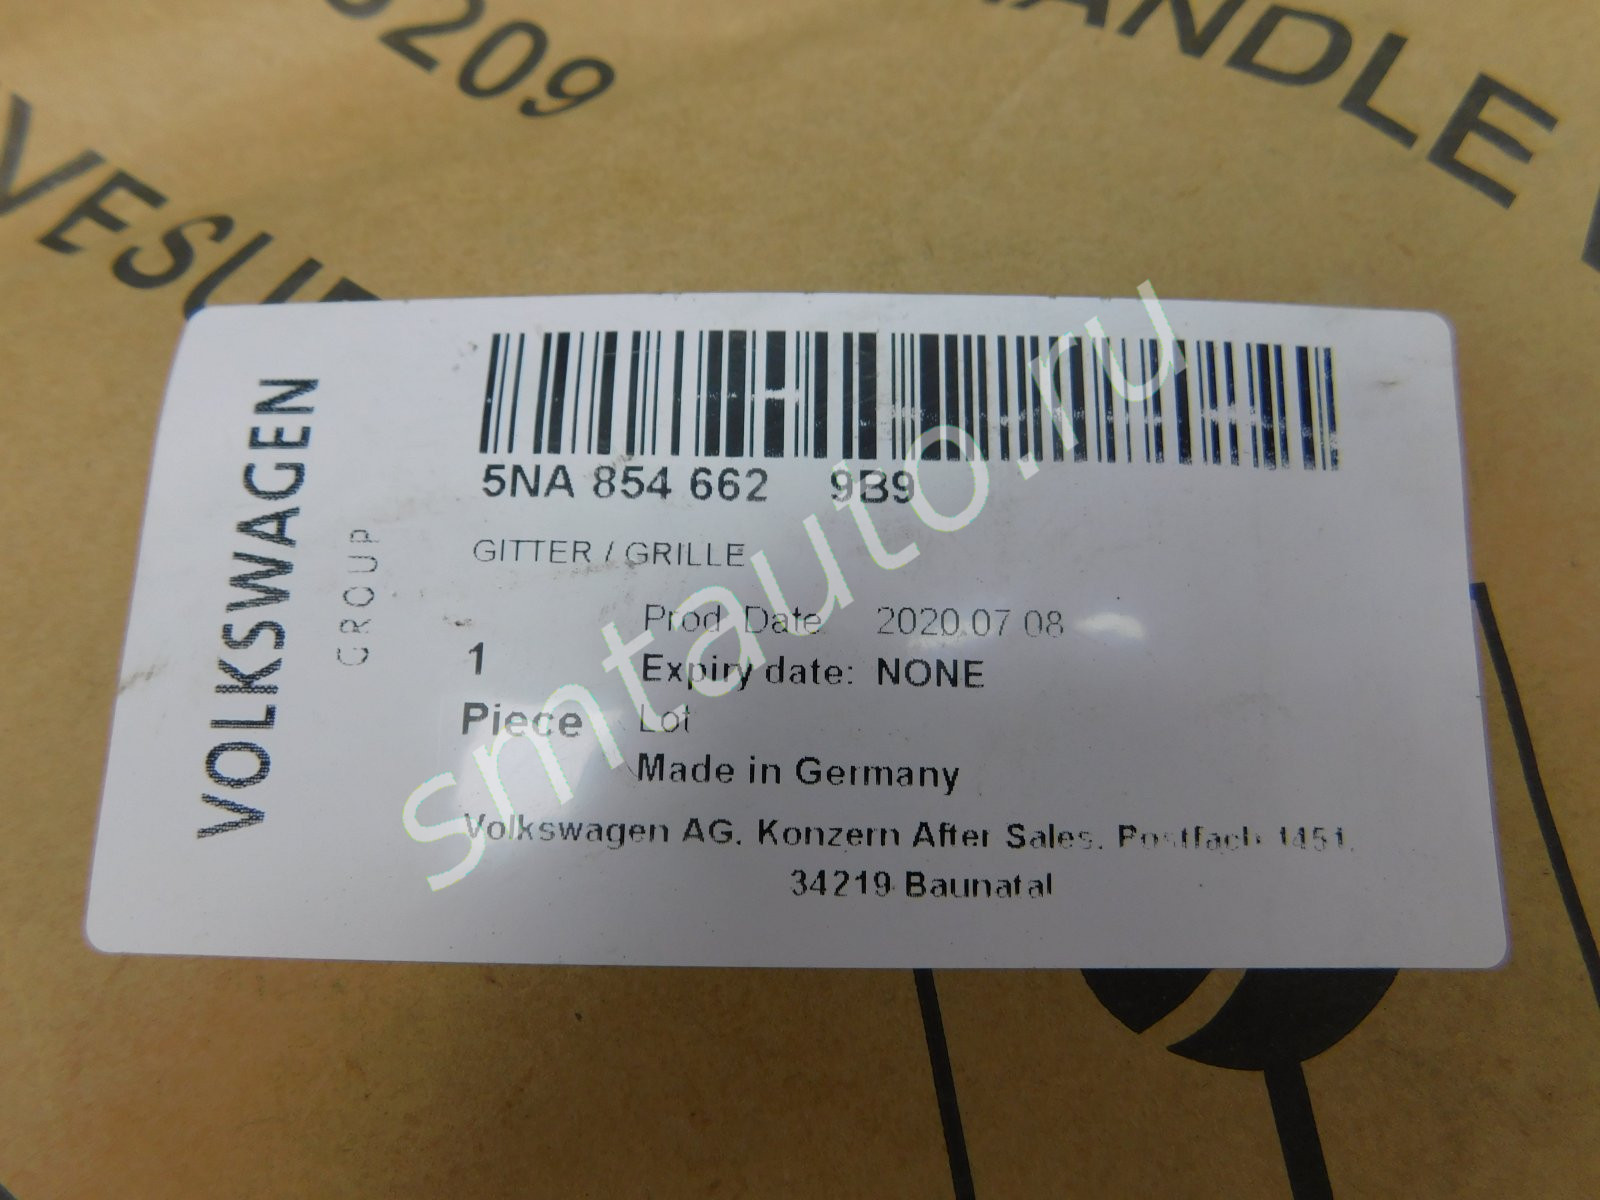 209
ANDLE
VOLKSWAGEN
GROUP
5NA 854 662 9B9
GITTER / GRILLE
Prod. Date 2020.07.08
1
Expiry date: NONE
Piece
Lot
Made in Germany
Volkswagen AG. Konzern After Sales. Postfach 1451.
34219 Baunatal
smtauto.ru